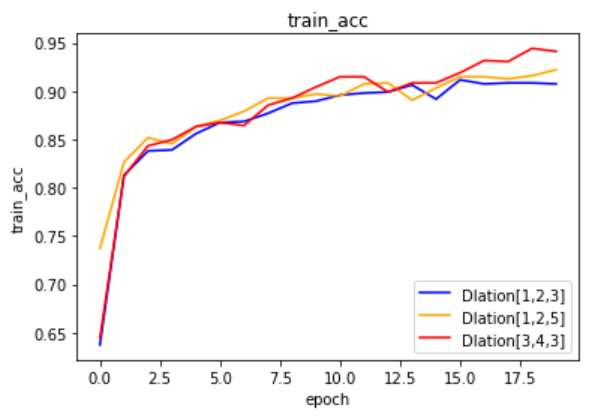 train_acc
0.95
0.90
0.85
0.80
0.75
0.70
0.65
train_acc
0.0 2.5 5.0 7.5 10.0 12.5 15.0 17.5
epoch
Dlation[1,2,3]
Dlation[1,2,5]
Dlation[3,4,3]